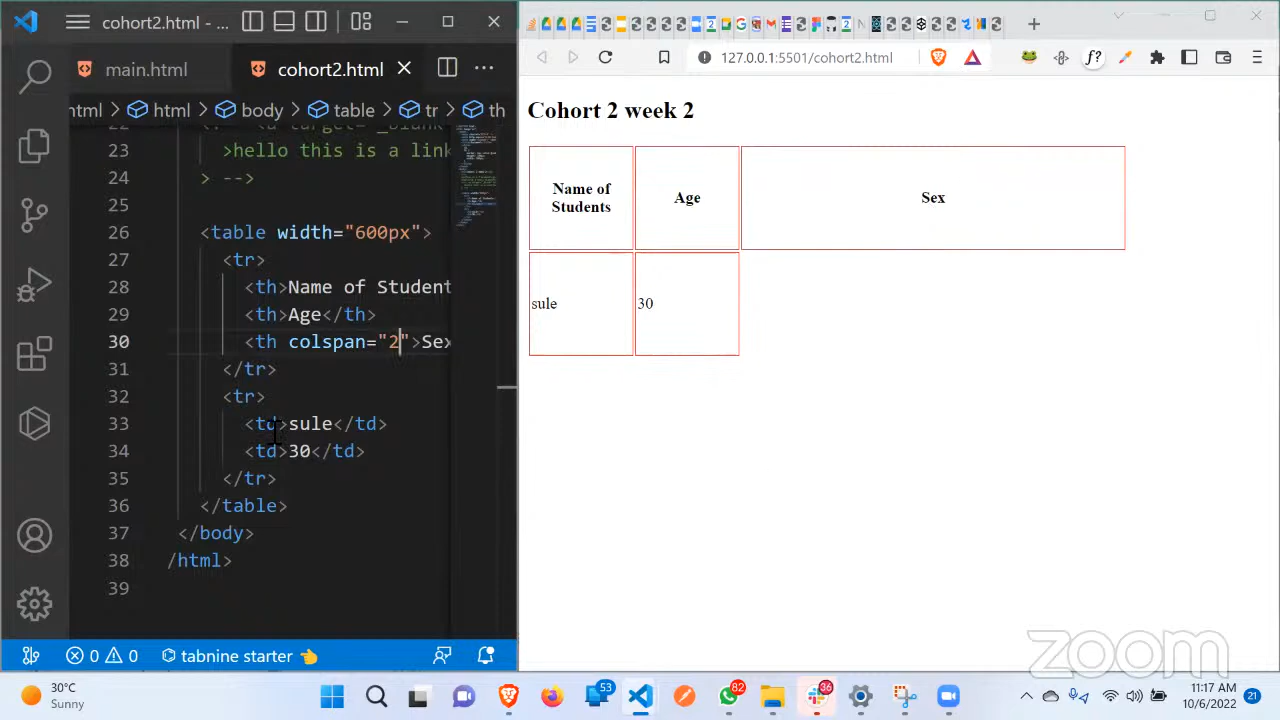 cohort2.html - ...
main.html
cohort2.html
127.0.0.1:5501/cohort2.html
html > html > body > table > tr > th
23 >hello this is a link
24 > -->
25
26 <table width="600px">
27 <tr>
28 <th>Name of Student
29 <th>Age</th>
30 <th colspan="2">Sex
31 </tr>
32 <tr>
33 <td>sule</td>
34 <td>30</td>
35 </tr>
36 </table>
37 </body>
38 /html>
39
0 0 tabnine starter
Cohort 2 week 2
Name of
Students
Age
Sex
sule
30
zoom
30°C
Sunny
53
82
36
11:17 AM
10/6/2022
21